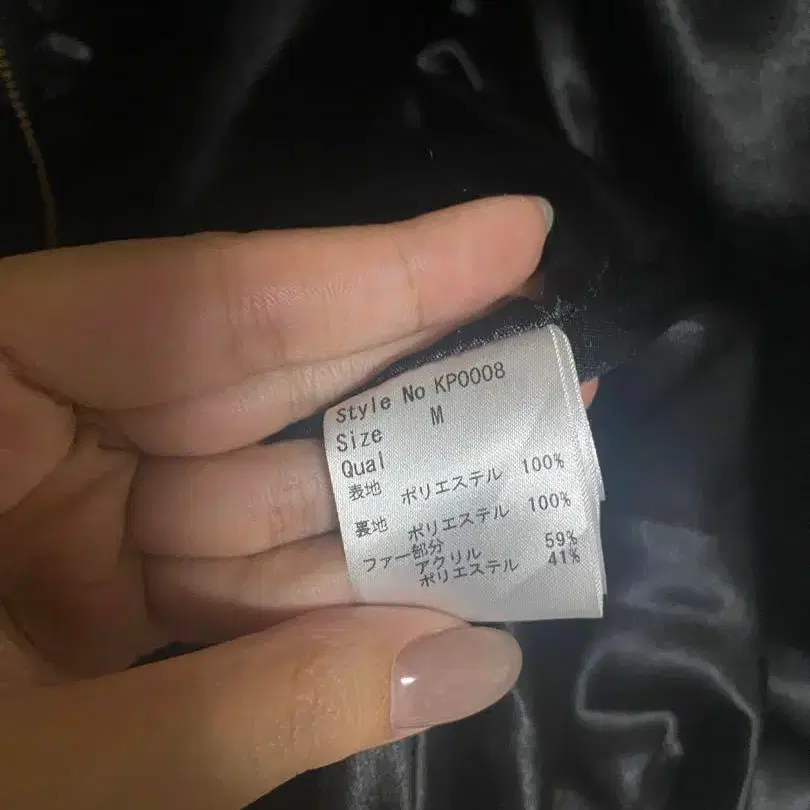 Style No KP0008
Size M
Qual
表地 ポリエステル 100%
裏地 ポリエステル 100%
ファー部分
アクリル 59%
ポリエステル 41%